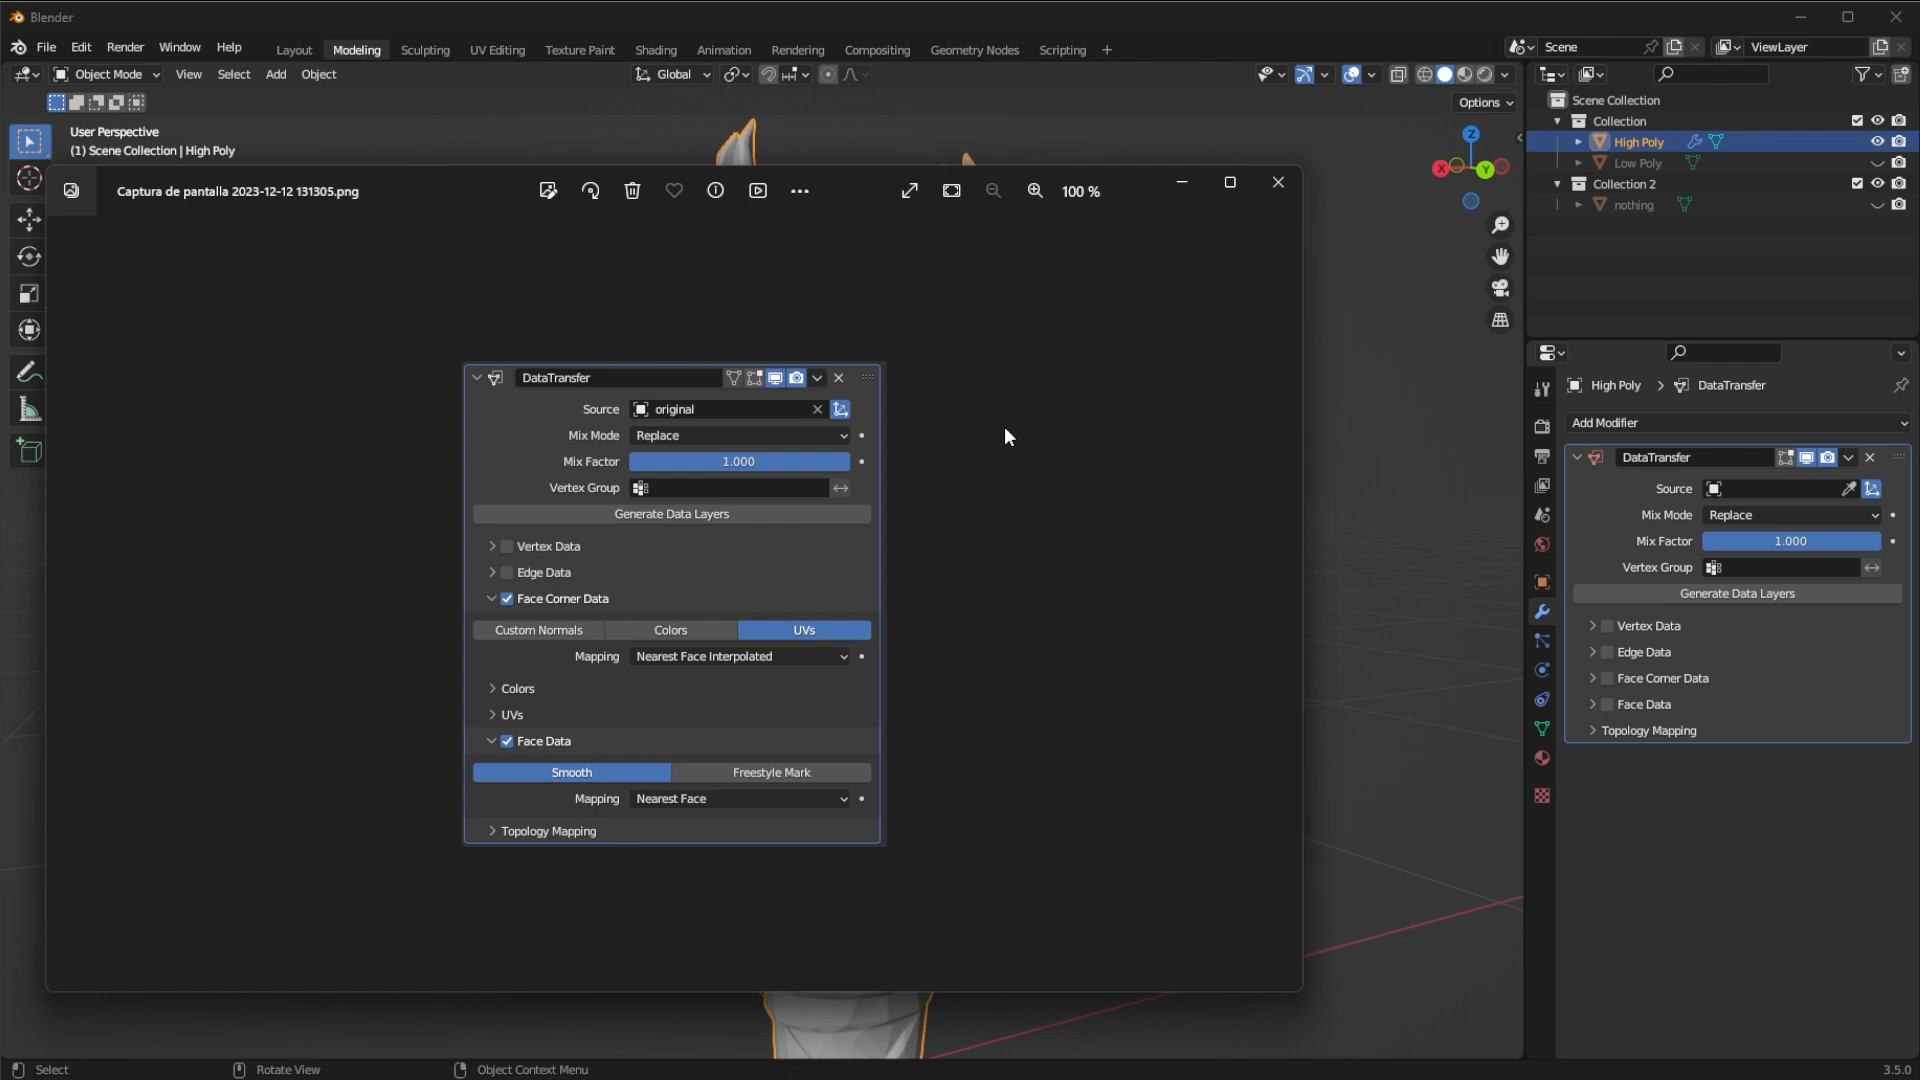 Blender
File Edit Render Window Help Layout Modeling Sculpting UV Editing Texture Paint Shading Animation Rendering Compositing Geometry Nodes Scripting + Scene ViewLayer
Object Mode View Select Add Object Global
Options
User Perspective
(1) Scene Collection | High Poly
Z
X
Y
Captura de pantalla 2023-12-12 131305.png
100 %
DataTransfer
Source original
Mix Mode Replace
Mix Factor 1.000
Vertex Group
Generate Data Layers
Vertex Data
Edge Data
Face Corner Data
Custom Normals Colors UVs
Mapping Nearest Face Interpolated
Colors
UVs
Face Data
Smooth Freestyle Mark
Mapping Nearest Face
Topology Mapping
Scene Collection
Collection
High Poly
Low Poly
Collection 2
nothing
High Poly DataTransfer
Add Modifier
DataTransfer
Source
Mix Mode Replace
Mix Factor 1.000
Vertex Group
Generate Data Layers
Vertex Data
Edge Data
Face Corner Data
Face Data
Topology Mapping
Select Rotate View Object Context Menu 3.5.0